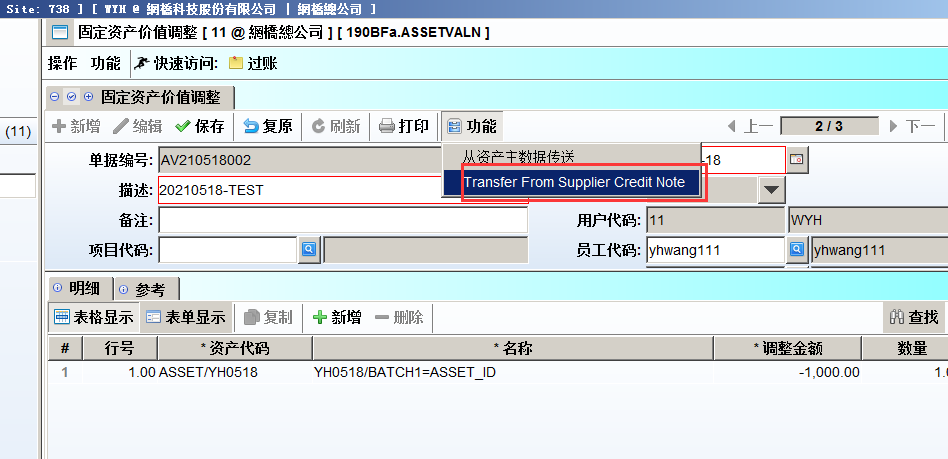 Site: 738 ] [ WYH @ 網橋科技股份有限公司 | 網橋總公司 ]
固定资产价值调整 [ 11 @ 網橋總公司 ] [ 190BFa.ASSETVALN ]
操作 功能 快速访问: 过账
固定资产价值调整
(11)
新增 编辑 保存 复原 刷新 打印 功能 上一 2 / 3 下一
单据编号: AV210518002 从资产主数据传送 -18
描述: 20210518-TEST Transfer From Supplier Credit Note
备注: 用户代码: 11 WYH
项目代码: 员工代码: yhwang111 yhwang111
明细 参考
表格显示 表单显示 复制 新增 删除 查找
# 行号 * 资产代码 * 名称 * 调整金额 数量
1 1.00 ASSET/YH0518 YH0518/BATCH1=ASSET_ID -1,000.00 1.